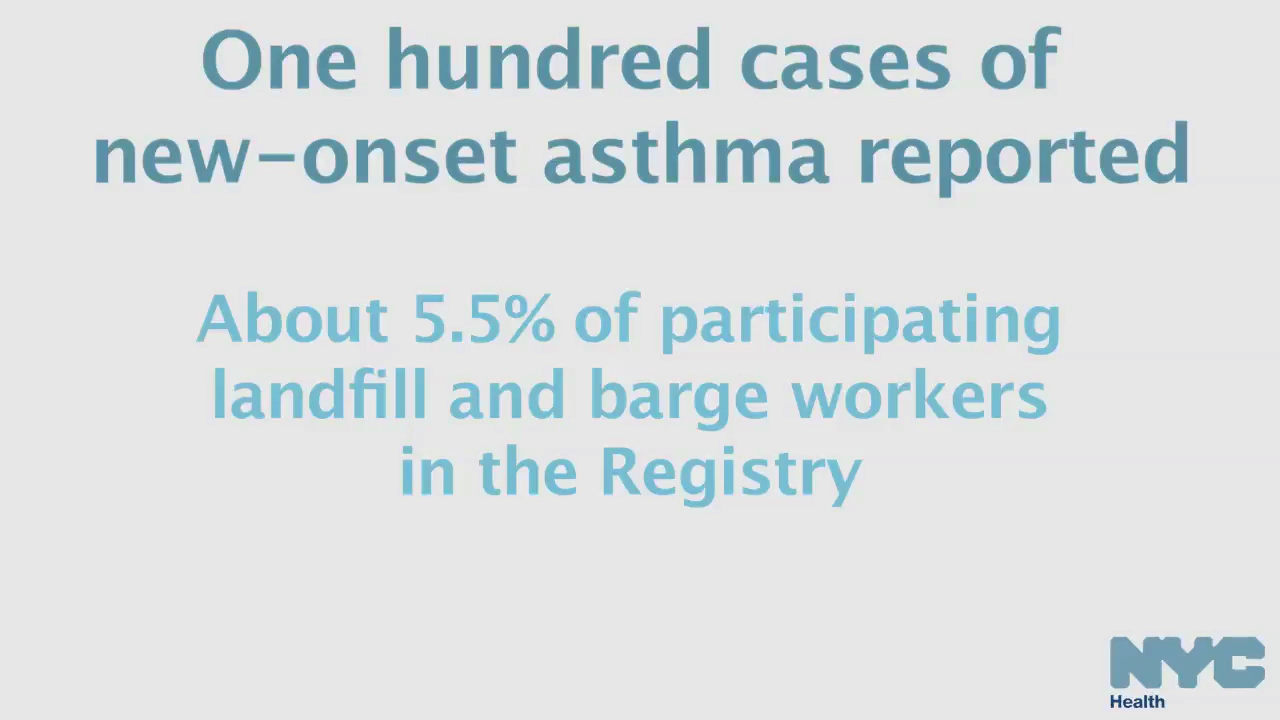 One hundred cases of
new-onset asthma reported
About 5.5% of participating
landfill and barge workers
in the Registry
NYC
Health